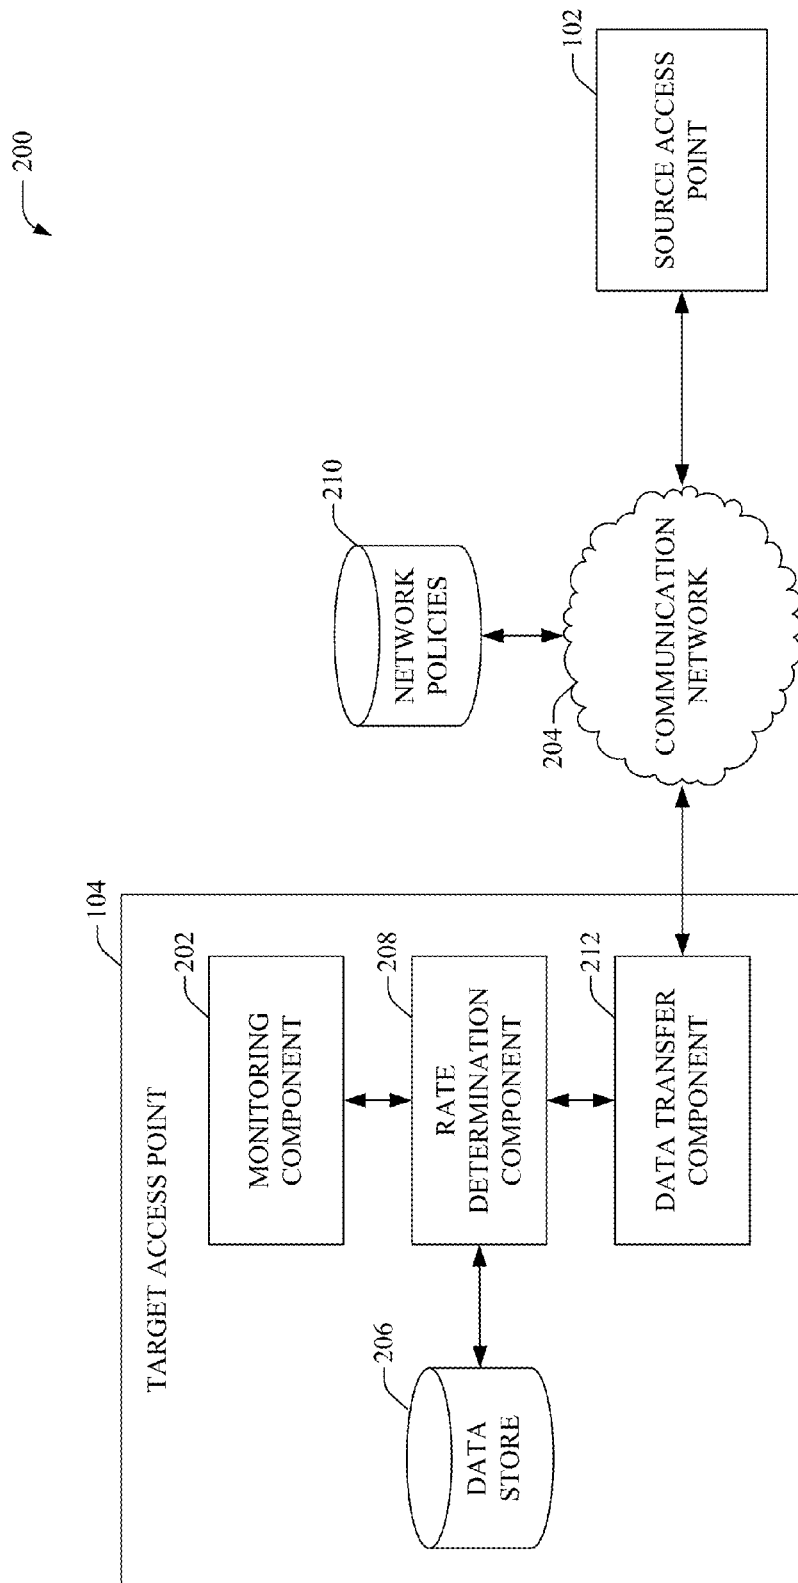 200
TARGET ACCESS POINT
104
MONITORING
COMPONENT
202
DATA
STORE
206
RATE
DETERMINATION
COMPONENT
208
DATA TRANSFER
COMPONENT
212
NETWORK
POLICIES
210
COMMUNICATION
NETWORK
204
SOURCE ACCESS
POINT
102